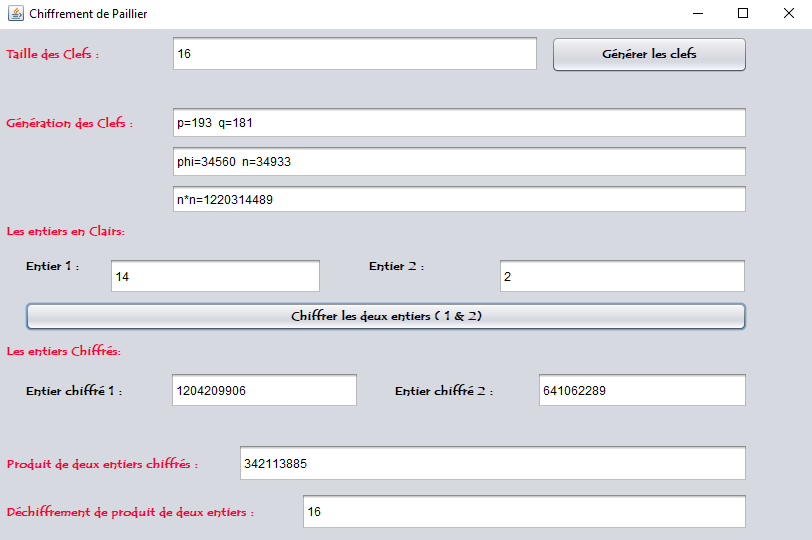 Chiffrement de Paillier
Taille des Clefs : 16 Générer les clefs
Génération des Clefs : p=193 q=181
phi=34560 n=34933
n*n=1220314489
Les entiers en Clairs:
Entier 1 : 14 Entier 2 : 2
Chiffrer les deux entiers ( 1 & 2)
Les entiers Chiffrés:
Entier chiffré 1 : 1204209906 Entier chiffré 2 : 641062289
Produit de deux entiers chiffrés : 342113885
Déchiffrement de produit de deux entiers : 16